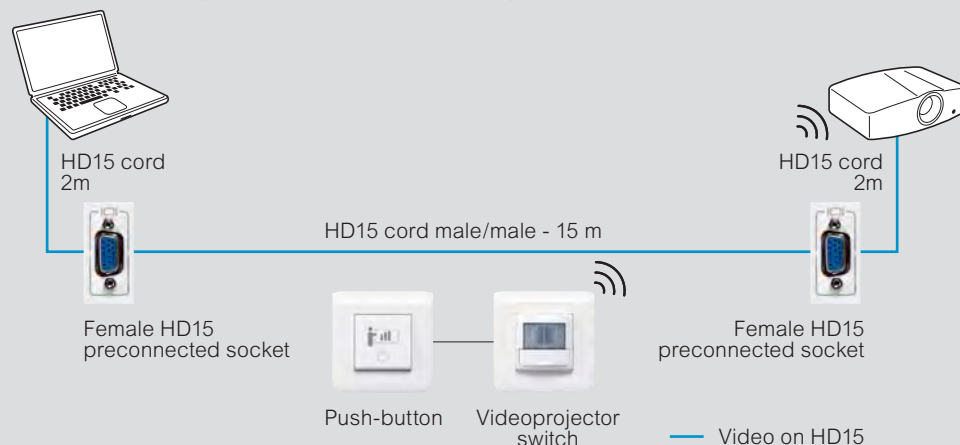 HD15 cord
2m
HD15 cord
2m
HD15 cord male/male - 15 m
Female HD15
preconnected socket
Female HD15
preconnected socket
Push-button
Videoprojector
switch
Video on HD15